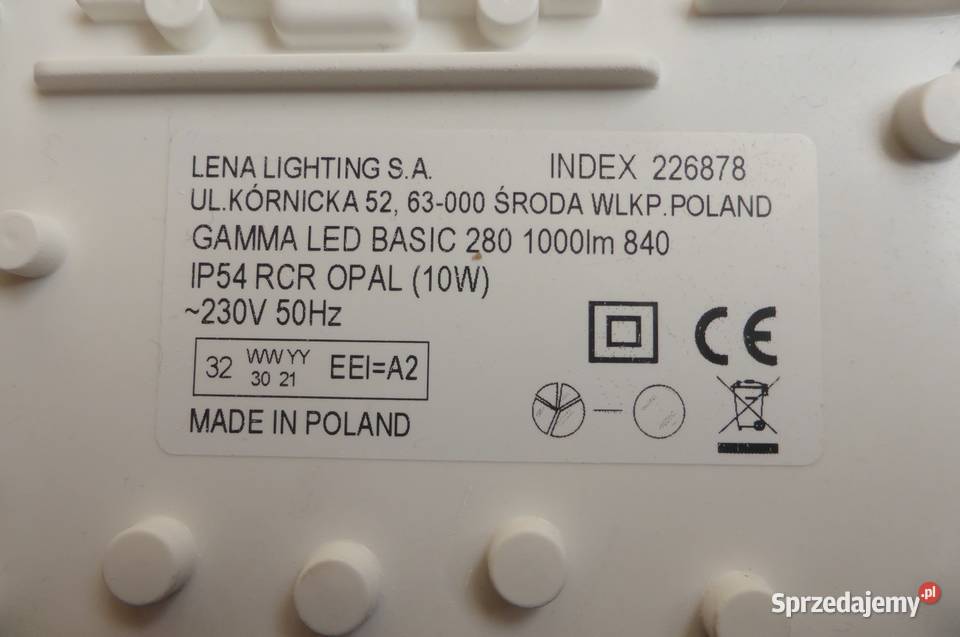 LENA LIGHTING S.A. INDEX 226878
UL.KÓRNICKA 52, 63-000 ŚRODA WLKP.POLAND
GAMMA LED BASIC 280 1000lm 840
IP54 RCR OPAL (10W)
~230V 50Hz
32 WW YY EEI=A2
30 21
MADE IN POLAND
CE
Sprzedajemy.pl